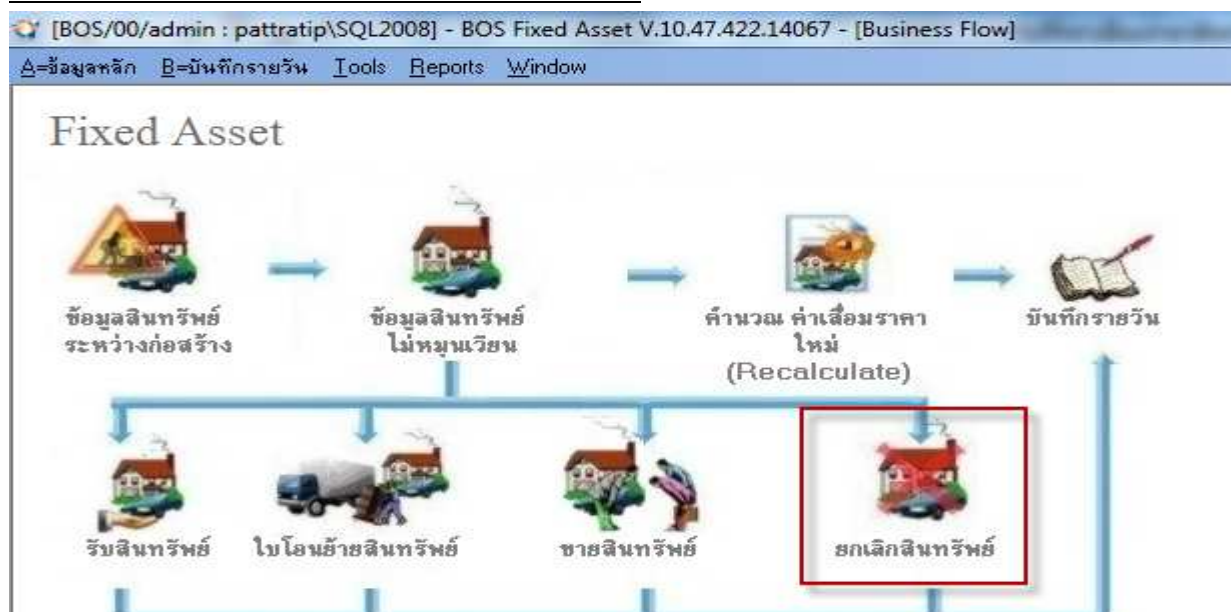 [BOS/00/admin : pattratip\SQL2008] - BOS Fixed Asset V.10.47.422.14067 - [Business Flow]
A=ข้อมูลหลัก B=บันทึกรายวัน Tools Reports Window
Fixed Asset
ข้อมูลสินทรัพย์
ระหว่างก่อสร้าง
ข้อมูลสินทรัพย์
ไม่หมุนเวียน
คำนวณ ค่าเสื่อมราคา
ใหม่
(Recalculate)
บันทึกรายวัน
รับสินทรัพย์
ใบโอนย้ายสินทรัพย์
ขายสินทรัพย์
ยกเลิกสินทรัพย์